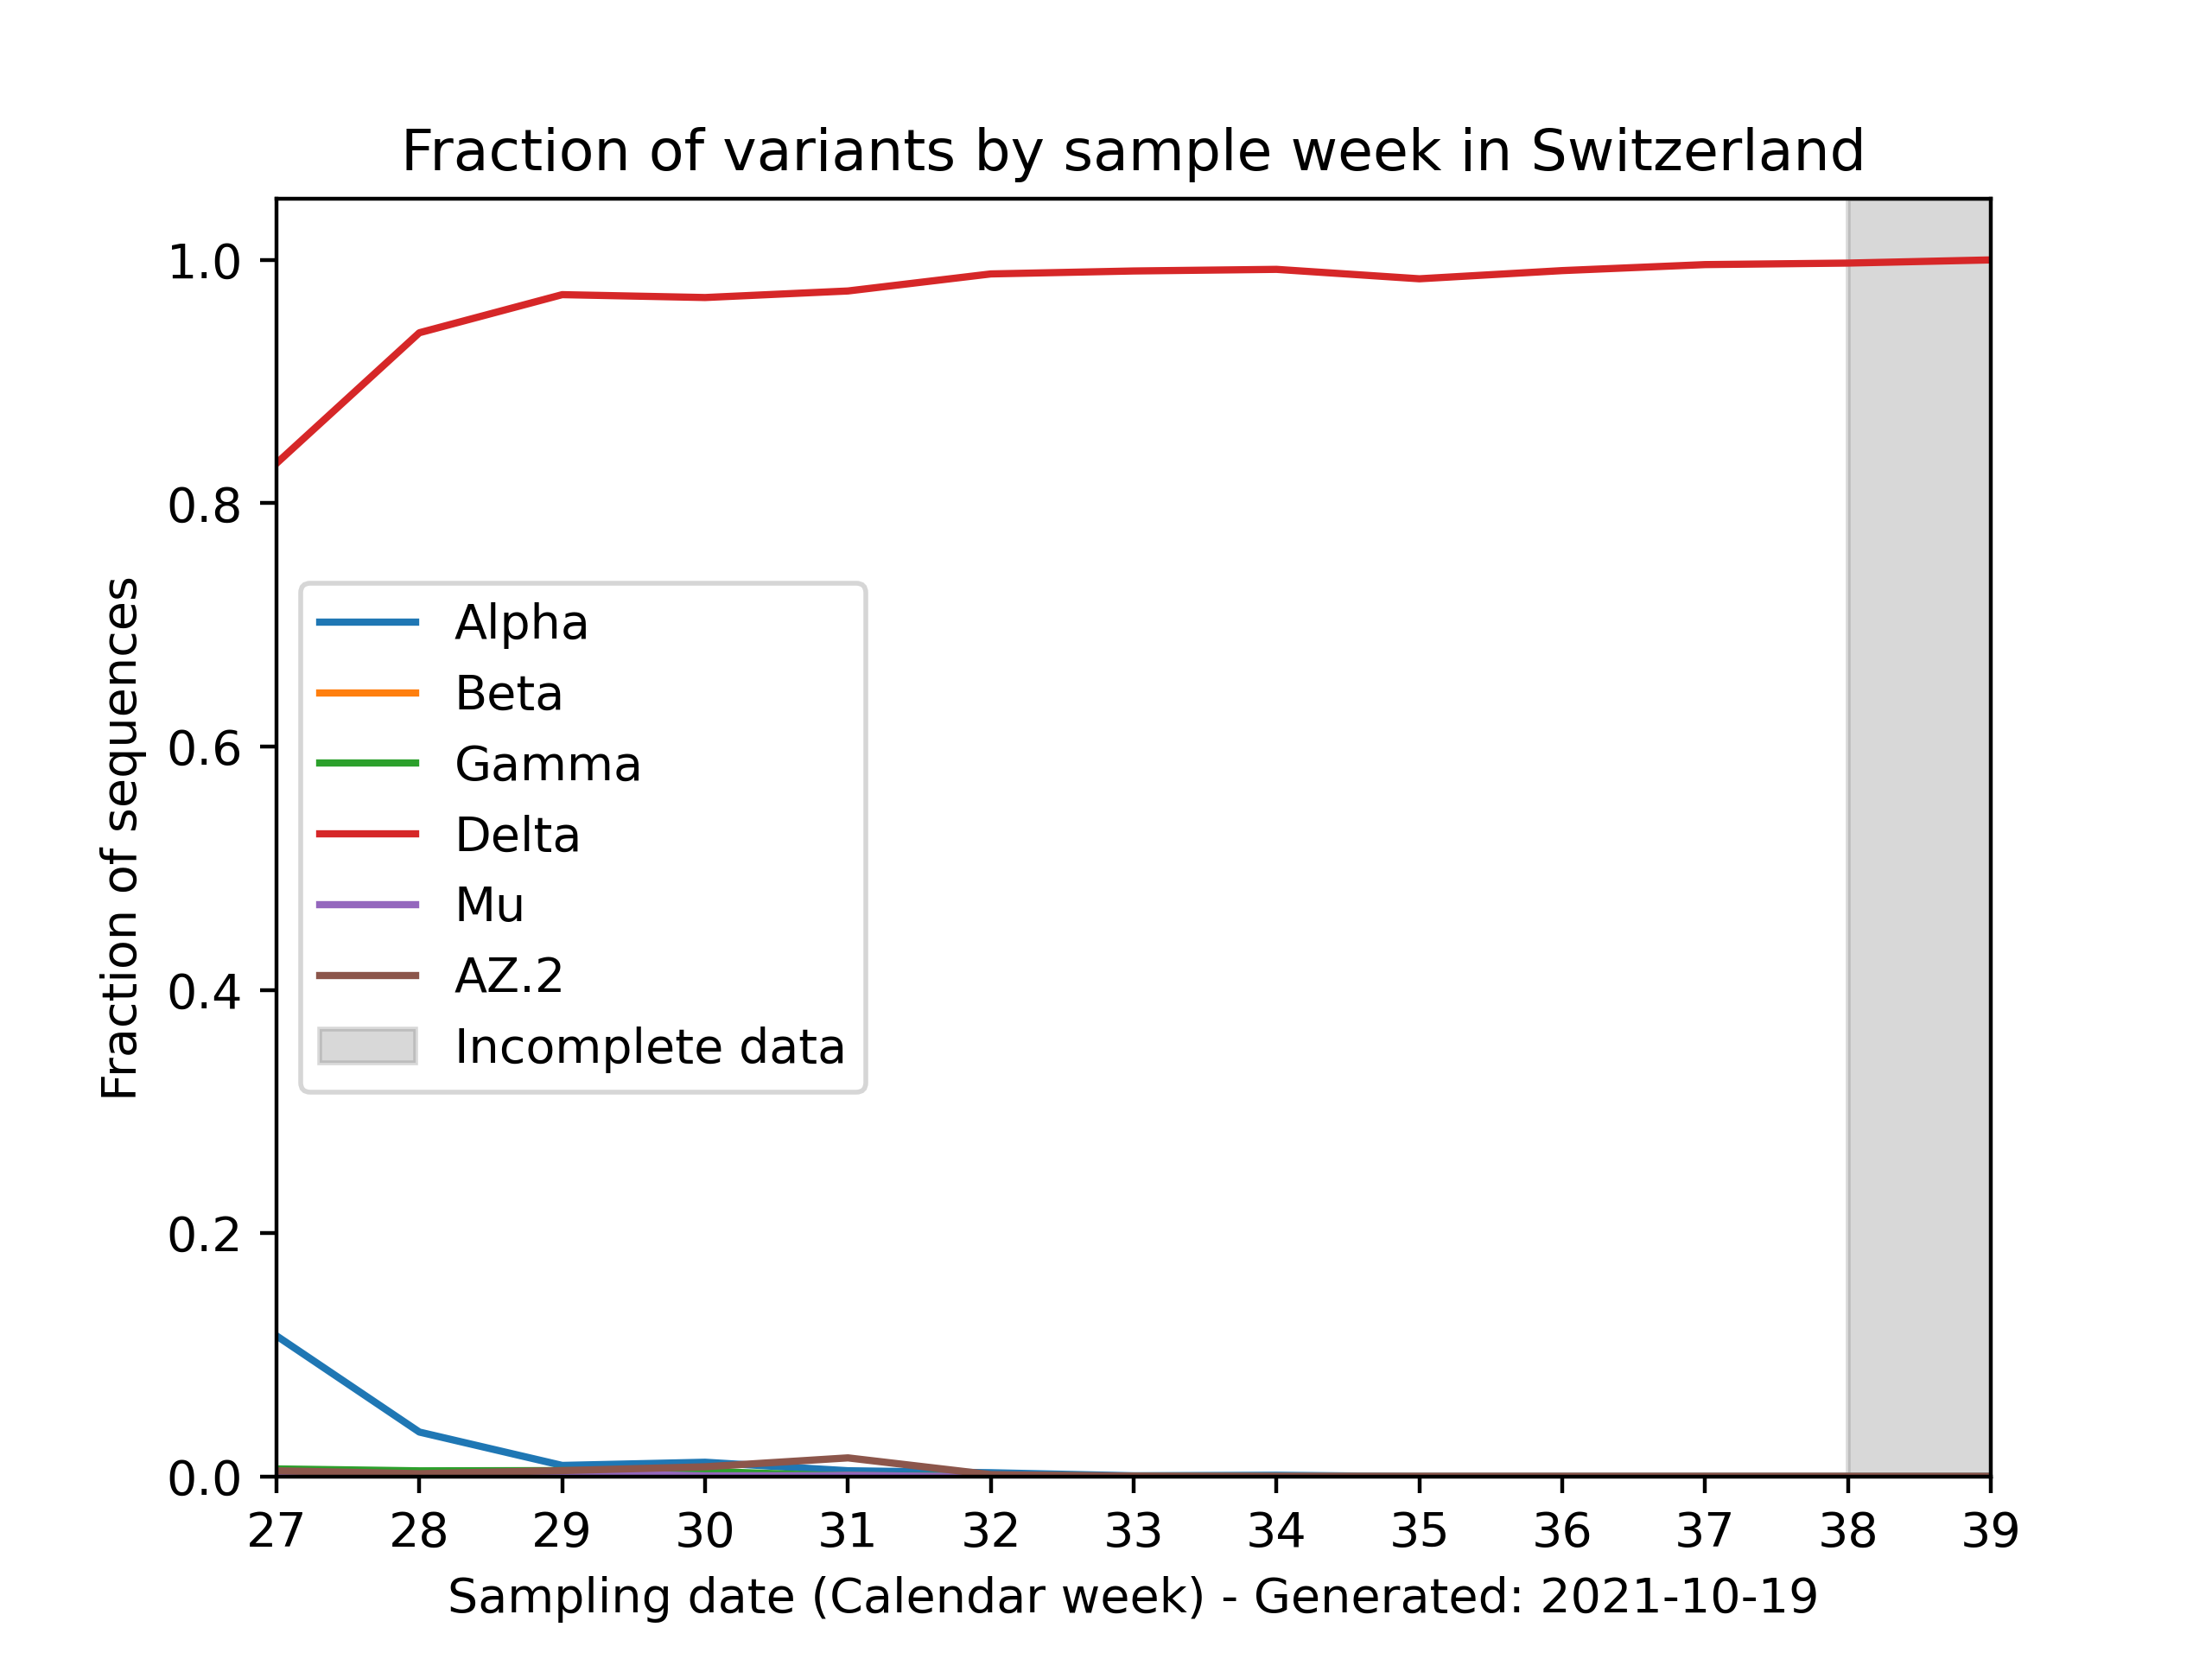 Fraction of variants by sample week in Switzerland
1.0
0.8
0.6
0.4
0.2
0.0
Fraction of sequences
Alpha
Beta
Gamma
Delta
Mu
AZ.2
Incomplete data
27 28 29 30 31 32 33 34 35 36 37 38 39
Sampling date (Calendar week) - Generated: 2021-10-19